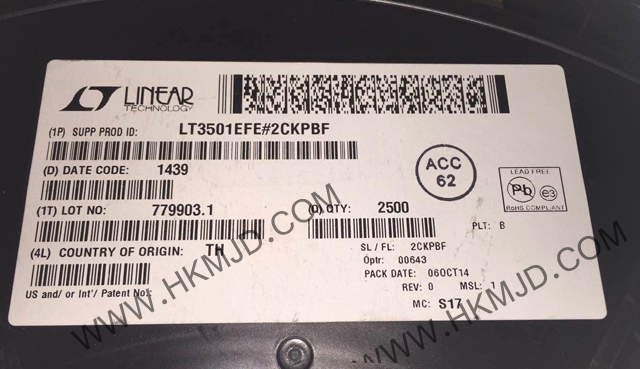 LINEAR
TECHNOLOGY
(1P) SUPP PROD ID: LT3501EFE#2CKPBF
(D) DATE CODE: 1439
ACC
62
LEAD FREE
Pb e3
RoHS COMPLIANT
(1T) LOT NO: 779903.1
(Q) QTY: 2500
PLT: B
(4L) COUNTRY OF ORIGIN: TH
SL / FL: 2CKPBF
Optr: 00643
PACK DATE: 06OCT14
REV: 0 MSL: 1
MC: S17
US and/ or Int'/ Patent No.:
WWW.HKMJD.COM
WWW.HKMJD.COM